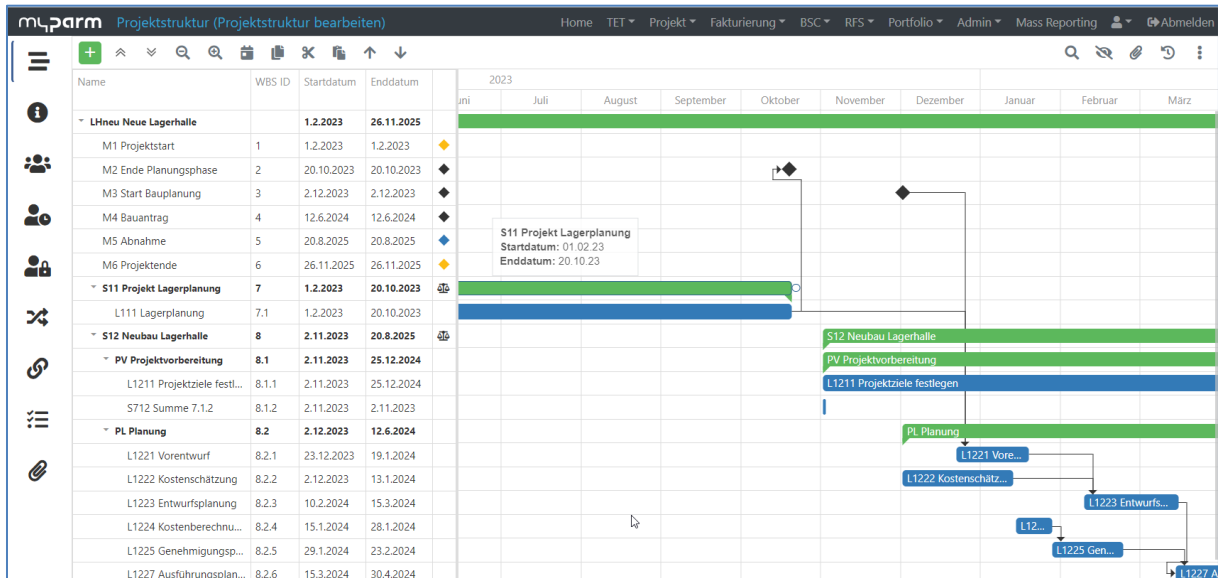 myparm Projektstruktur (Projektstruktur bearbeiten) Home TET Projekt Fakturierung BSC RFS Portfolio Admin Mass Reporting Abmelden
Name WBS ID Startdatum Enddatum 2023
uni Juli August September Oktober November Dezember Januar Februar März
LHneu Neue Lagerhalle 1.2.2023 26.11.2025
M1 Projektstart 1 1.2.2023 1.2.2023
M2 Ende Planungsphase 2 20.10.2023 20.10.2023
M3 Start Bauplanung 3 2.12.2023 2.12.2023
M4 Bauantrag 4 12.6.2024 12.6.2024
M5 Abnahme 5 20.8.2025 20.8.2025
M6 Projektende 6 26.11.2025 26.11.2025
S11 Projekt Lagerplanung
Startdatum: 01.02.23
Enddatum: 20.10.23
S11 Projekt Lagerplanung 7 1.2.2023 20.10.2023
L111 Lagerplanung 7.1 1.2.2023 20.10.2023
S12 Neubau Lagerhalle 8 2.11.2023 20.8.2025 S12 Neubau Lagerhalle
PV Projektvorbereitung 8.1 2.11.2023 25.12.2024 PV Projektvorbereitung
L1211 Projektziele festl... 8.1.1 2.11.2023 25.12.2024 L1211 Projektziele festlegen
S712 Summe 7.1.2 8.1.2 2.11.2023 2.11.2023
PL Planung 8.2 2.12.2023 12.6.2024 PL Planung
L1221 Vorentwurf 8.2.1 23.12.2023 19.1.2024 L1221 Vore...
L1222 Kostenschätzung 8.2.2 2.12.2023 13.1.2024 L1222 Kostenschätz...
L1223 Entwurfsplanung 8.2.3 10.2.2024 15.3.2024 L1223 Entwurfs...
L1224 Kostenberechnu... 8.2.4 15.1.2024 28.1.2024 L12...
L1225 Genehmigungsp... 8.2.5 29.1.2024 23.2.2024 L1225 Gen...
L1227 Ausführungsplan... 8.2.6 15.3.2024 30.4.2024 L1227 A